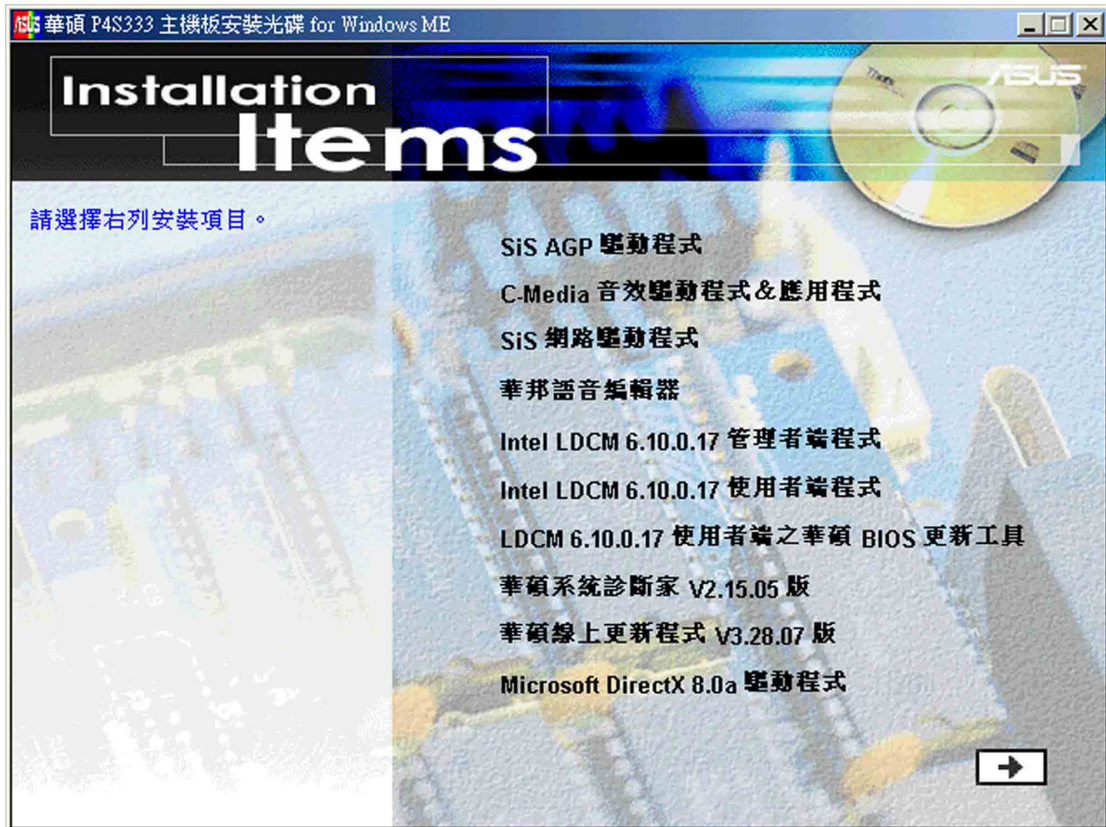 華碩 P4S333 主機板安裝光碟 for Windows ME
ASUS
Installation
Items
請選擇右列安裝項目。
SiS AGP 驅動程式
C-Media 音效驅動程式&應用程式
SiS 網路驅動程式
華邦語音編輯器
Intel LDCM 6.10.0.17 管理者端程式
Intel LDCM 6.10.0.17 使用者端程式
LDCM 6.10.0.17 使用者端之華碩 BIOS 更新工具
華碩系統診斷家 V2.15.05 版
華碩線上更新程式 V3.28.07 版
Microsoft DirectX 8.0a 驅動程式